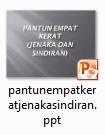 PANTUN EMPAT
KERAT
(JENAKA DAN
SINDIRAN)
pantunempatker
atjenakasindiran.
ppt